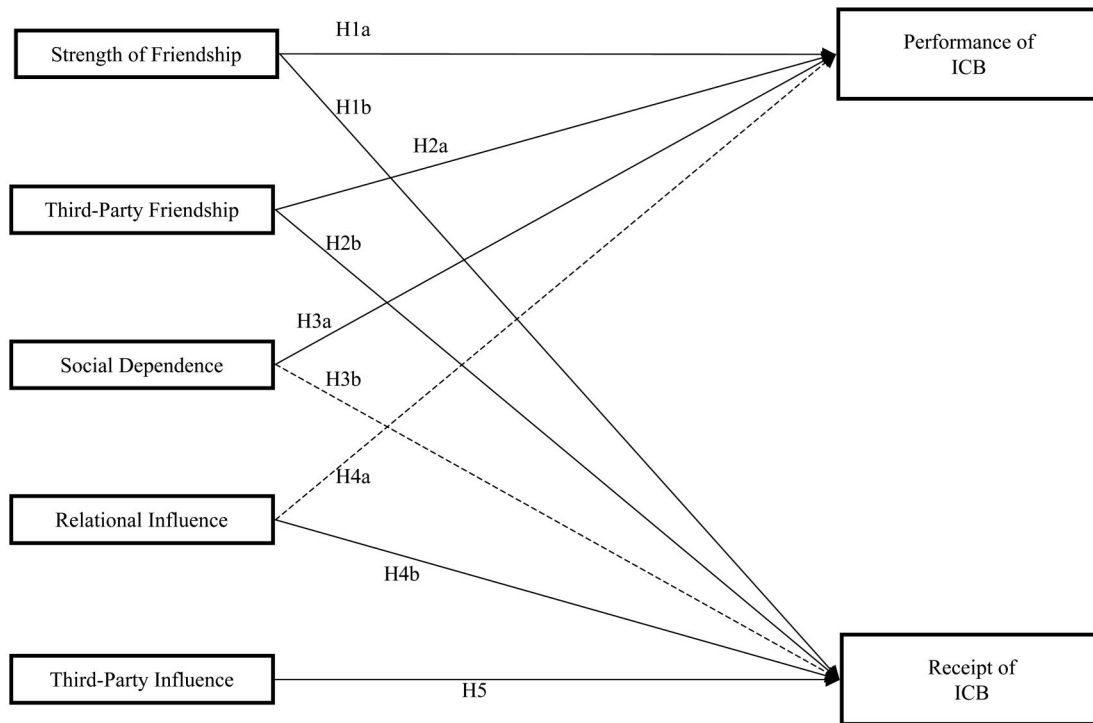 H1a
Strength of Friendship
Performance of
ICB
H1b
H2a
Third-Party Friendship
H2b
H3a
Social Dependence
H3b
H4a
Relational Influence
H4b
Third-Party Influence
H5
Receipt of
ICB